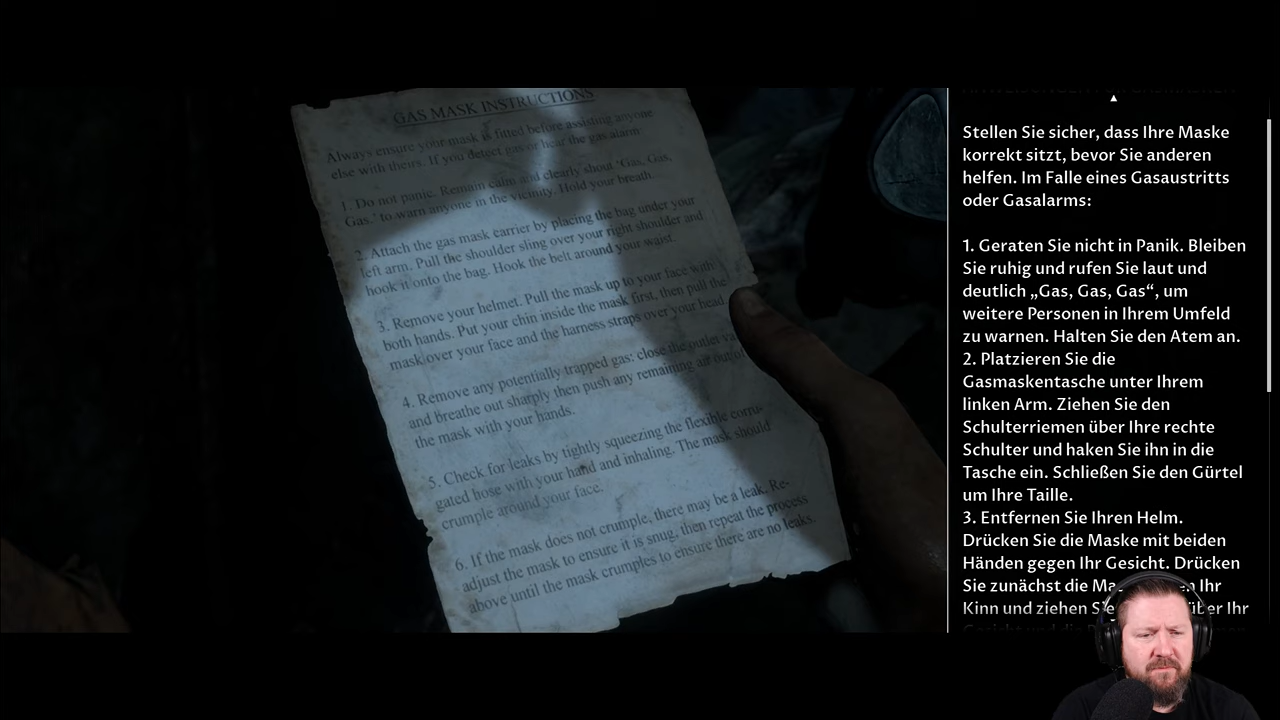 GAS MASK INSTRUCTIONS
Always ensure your mask is fitted before assisting anyone
else with theirs. If you detect gas or hear the gas alarm:
1. Do not panic. Remain calm and clearly shout 'Gas, Gas,
Gas.' to warn anyone in the vicinity. Hold your breath.
2. Attach the gas mask carrier by placing the bag under your
left arm. Pull the shoulder sling over your right shoulder and
hook it onto the bag. Hook the belt around your waist.
3. Remove your helmet. Pull the mask up to your face with
both hands. Put your chin inside the mask first, then pull the
mask over your face and the harness straps over your head.
4. Remove any potentially trapped gas: close the outlet
and breathe out sharply then push any remaining air out of
the mask with your hands.
5. Check for leaks by tightly squeezing the flexible corru-
gated hose with your hand and inhaling. The mask should
crumple around your face.
6. If the mask does not crumple, there may be a leak. Re-
adjust the mask to ensure it is snug, then repeat the process
above until the mask crumples to ensure there are no leaks.
Stellen Sie sicher, dass Ihre Maske
korrekt sitzt, bevor Sie anderen
helfen. Im Falle eines Gasaustritts
oder Gasalarms:
1. Geraten Sie nicht in Panik. Bleiben
Sie ruhig und rufen Sie laut und
deutlich „Gas, Gas, Gas“, um
weitere Personen in Ihrem Umfeld
zu warnen. Halten Sie den Atem an.
2. Platzieren Sie die
Gasmaskentasche unter Ihrem
linken Arm. Ziehen Sie den
Schulterriemen über Ihre rechte
Schulter und haken Sie ihn in die
Tasche ein. Schließen Sie den Gürtel
um Ihre Taille.
3. Entfernen Sie Ihren Helm.
Drücken Sie die Maske mit beiden
Händen gegen Ihr Gesicht. Drücken
Sie zunächst die Ihr
Kinn und ziehen Sie über Ihr